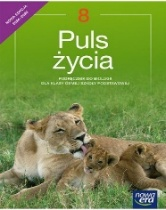 8
Puls
życia
PODRĘCZNIK DO BIOLOGII
DLA KLASY ÓSMEJ SZKOŁY PODSTAWOWEJ
nowa
era